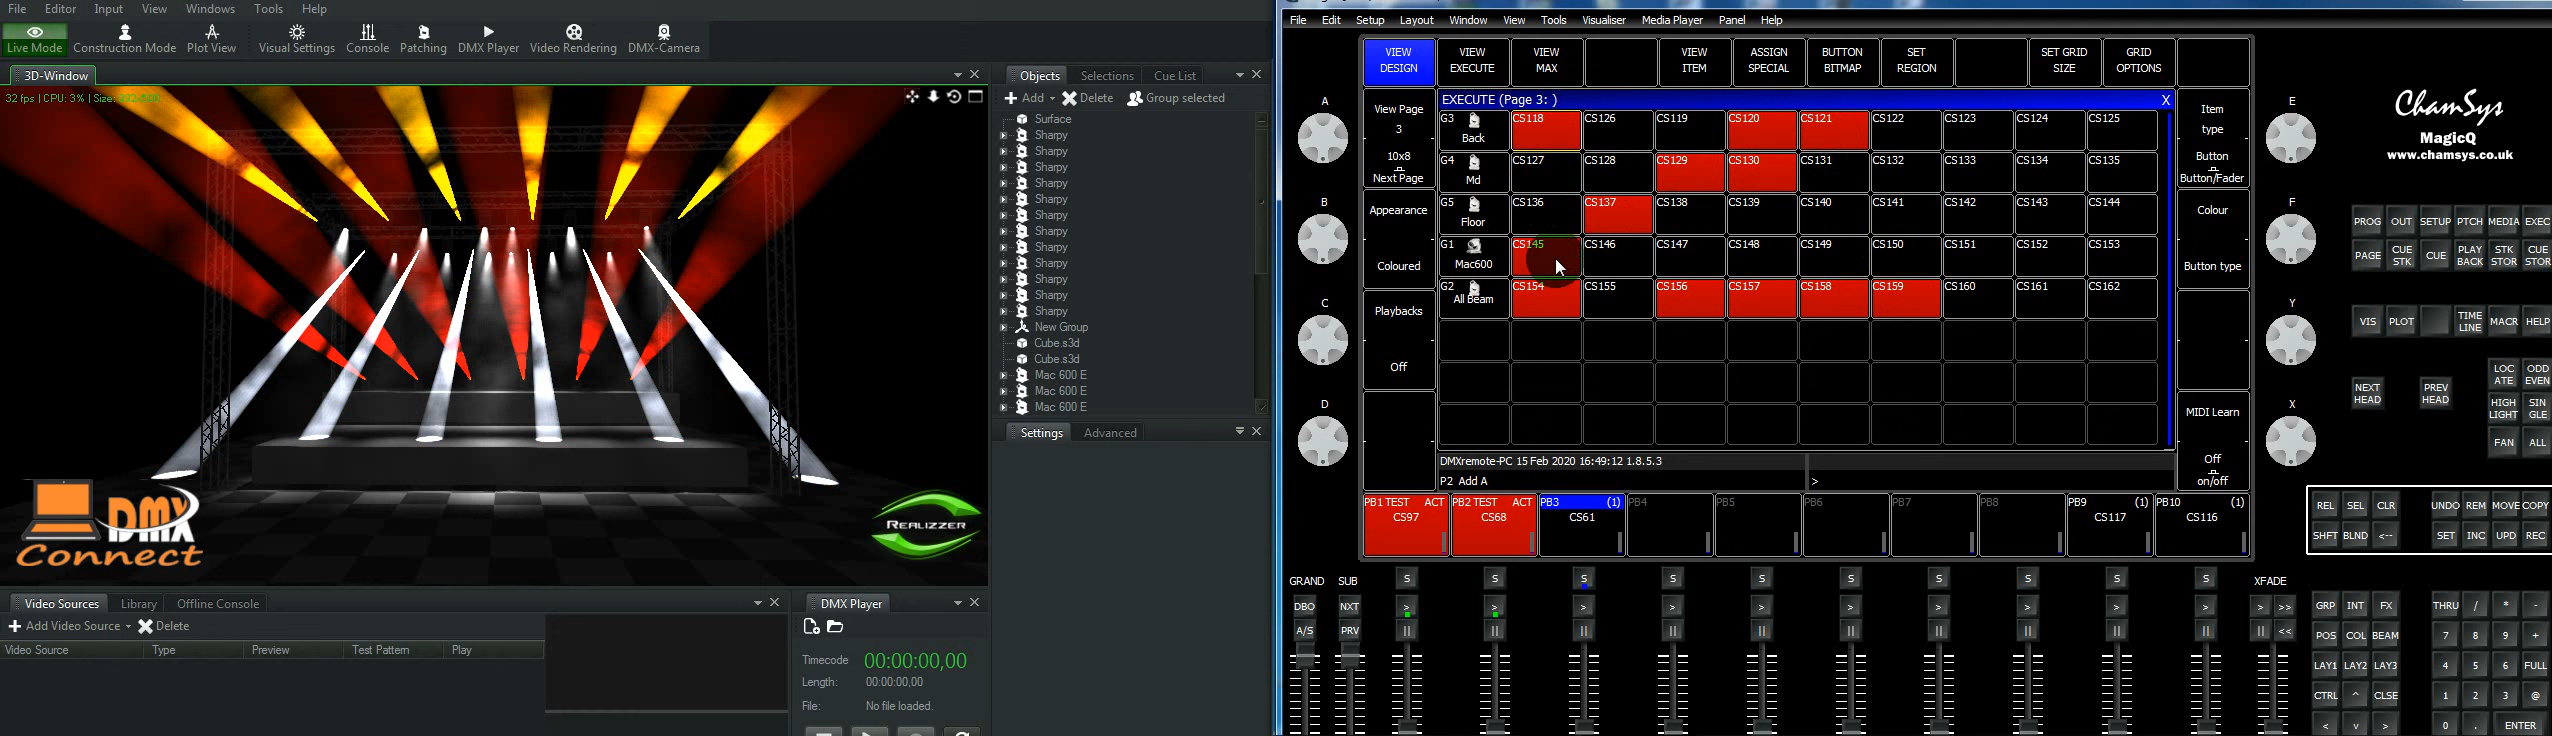 File Edit Input View Windows Tools Help
Live Mode Construction Mode Plot View Visual Settings Console Patching DMX Player Video Rendering DMX-Camera
3D-Window
32 fps | CPU: 3% | Size:
DMX
Connect
REALIZZER
Objects Selections Cue List
Add Delete Group selected
Surface
Sharpy
Sharpy
Sharpy
Sharpy
Sharpy
Sharpy
Sharpy
Sharpy
Sharpy
Sharpy
Sharpy
Sharpy
New Group
Cube.s3d
Cube.s3d
Mac 600 E
Mac 600 E
Mac 600 E
Settings Advanced
Video Sources Library Offline Console
Add Video Source Delete
Video Source Type Preview Test Pattern Play
DMX Player
Timecode 00:00:00,00
Length: 00:00:00,00
File: No file loaded.
File Edit Setup Layout Window View Tools Visualiser Media Player Panel Help
VIEW DESIGN
VIEW EXECUTE
VIEW MAX
VIEW ITEM
ASSIGN SPECIAL
BUTTON BITMAP
SET REGION
SET GRID SIZE
GRID OPTIONS
A
B
C
D
View Page
3
10x8
Next Page
Appearance
Coloured
Playbacks
Off
EXECUTE (Page 3: ) X
G3 Back CS118 CS126 CS119 CS120 CS121 CS122 CS123 CS124 CS125
G4 Md CS127 CS128 CS129 CS130 CS131 CS132 CS133 CS134 CS135
G5 Floor CS136 CS137 CS138 CS139 CS140 CS141 CS142 CS143 CS144
G1 Mac600 CS145 CS146 CS147 CS148 CS149 CS150 CS151 CS152 CS153
G2 All Beam CS154 CS155 CS156 CS157 CS158 CS159 CS160 CS161 CS162
DMXremote-PC 15 Feb 2020 16:49:12 1.8.5.3
P2 Add A >
Item
type
Button
Button/Fader
Colour
Button type
MIDI Learn
Off
on/off
PB1 TEST ACT
CS97
PB2 TEST ACT
CS68
PB3 (1)
CS61
PB4
PB5
PB6
PB7
PB8
PB9 (1)
CS117
PB10 (1)
CS116
E
F
Y
X
ChamSys
MagicQ
www.chamsys.co.uk
PROG OUT SETUP PTCH MEDIA EXEC
PAGE CUE STK CUE PLAY BACK STK STOR CUE STOR
VIS PLOT TIME LINE MACR HELP
NEXT HEAD PREV HEAD
LOC ATE ODD EVEN
HIGH LIGHT SIN GLE
FAN ALL
REL SEL CLR UNDO REM MOVE COPY
SHFT BLND <-- SET INC UPD REC
GRAND SUB S S S S S S S S S S XFADE
DBO NXT > > > > > > > > > > > >>
A/S PRV || || || || || || || || || || || <<
GRP INT FX THRU / * -
POS COL BEAM 7 8 9 +
LAY1 LAY2 LAY3 4 5 6 FULL
CTRL ^ CLSE 1 2 3 @
< v > 0 . ENTER